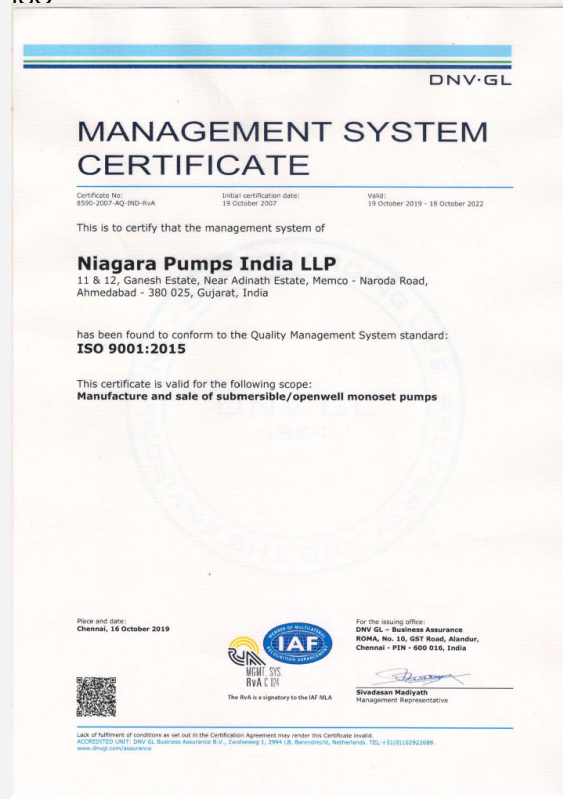 DNV·GL
MANAGEMENT SYSTEM
CERTIFICATE
Certificate No:
8590-2007-AQ-IND-RvA
Initial certification date:
19 October 2007
Valid:
19 October 2019 - 18 October 2022
This is to certify that the management system of
Niagara Pumps India LLP
11 & 12, Ganesh Estate, Near Adinath Estate, Memco - Naroda Road,
Ahmedabad - 380 025, Gujarat, India
has been found to conform to the Quality Management System standard:
ISO 9001:2015
This certificate is valid for the following scope:
Manufacture and sale of submersible/openwell monoset pumps
Place and date:
Chennai, 16 October 2019
MEMBER OF MULTILATERAL
IAF
RECOGNITION ARRANGEMENT
MGMT. SYS.
RvA C 024
The RvA is a signatory to the IAF MLA
For the issuing office:
DNV GL – Business Assurance
ROMA, No. 10, GST Road, Alandur,
Chennai - PIN - 600 016, India
Sivadasan Madiyath
Management Representative
Lack of fulfilment of conditions as set out in the Certification Agreement may render this Certificate invalid.
ACCREDITED UNIT: DNV GL Business Assurance B.V., Zwolseweg 1, 2994 LB, Barendrecht, Netherlands. TEL:+31(0)102922689.
www.dnvgl.com/assurance